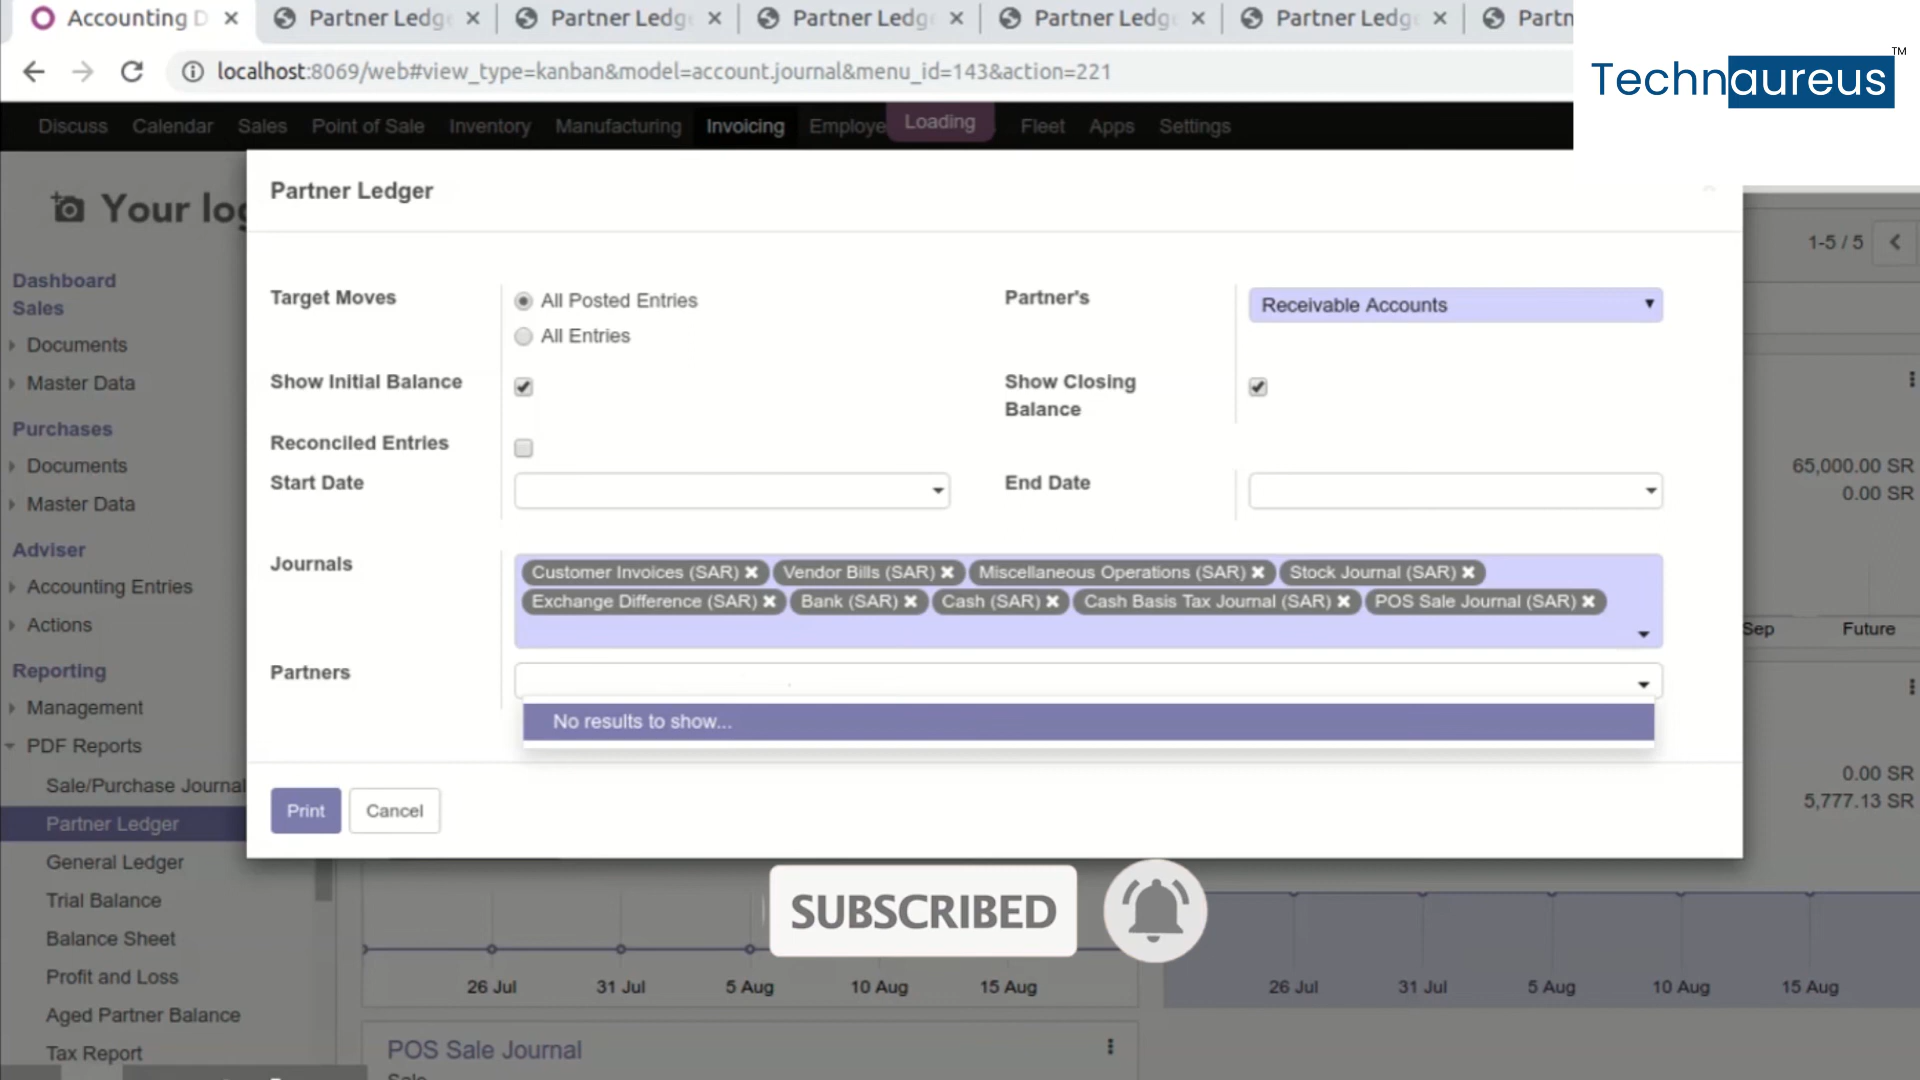 Accounting D
Partner Ledg
Partner Ledg
Partner Ledg
Partner Ledg
Partner Ledg
Partn
Technaureus™
localhost:8069/web#view_type=kanban&model=account.journal&menu_id=143&action=221
Discuss Calendar Sales Point of Sale Inventory Manufacturing Invoicing Employe Loading Fleet Apps Settings
Your log
Partner Ledger
1-5 / 5
Dashboard
Sales
Documents
Master Data
Purchases
Documents
Master Data
Adviser
Accounting Entries
Actions
Reporting
Management
PDF Reports
Sale/Purchase Journal
Partner Ledger
General Ledger
Trial Balance
Balance Sheet
Profit and Loss
Aged Partner Balance
Tax Report
Target Moves
All Posted Entries
All Entries
Partner's
Receivable Accounts
Show Initial Balance
Show Closing
Balance
Reconciled Entries
Start Date
End Date
Journals
Customer Invoices (SAR) Vendor Bills (SAR) Miscellaneous Operations (SAR) Stock Journal (SAR)
Exchange Difference (SAR) Bank (SAR) Cash (SAR) Cash Basis Tax Journal (SAR) POS Sale Journal (SAR)
Partners
No results to show...
Print
Cancel
65,000.00 SR
0.00 SR
Sep
Future
0.00 SR
5,777.13 SR
SUBSCRIBED
26 Jul 31 Jul 5 Aug 10 Aug 15 Aug
26 Jul 31 Jul 5 Aug 10 Aug 15 Aug
POS Sale Journal
Sale